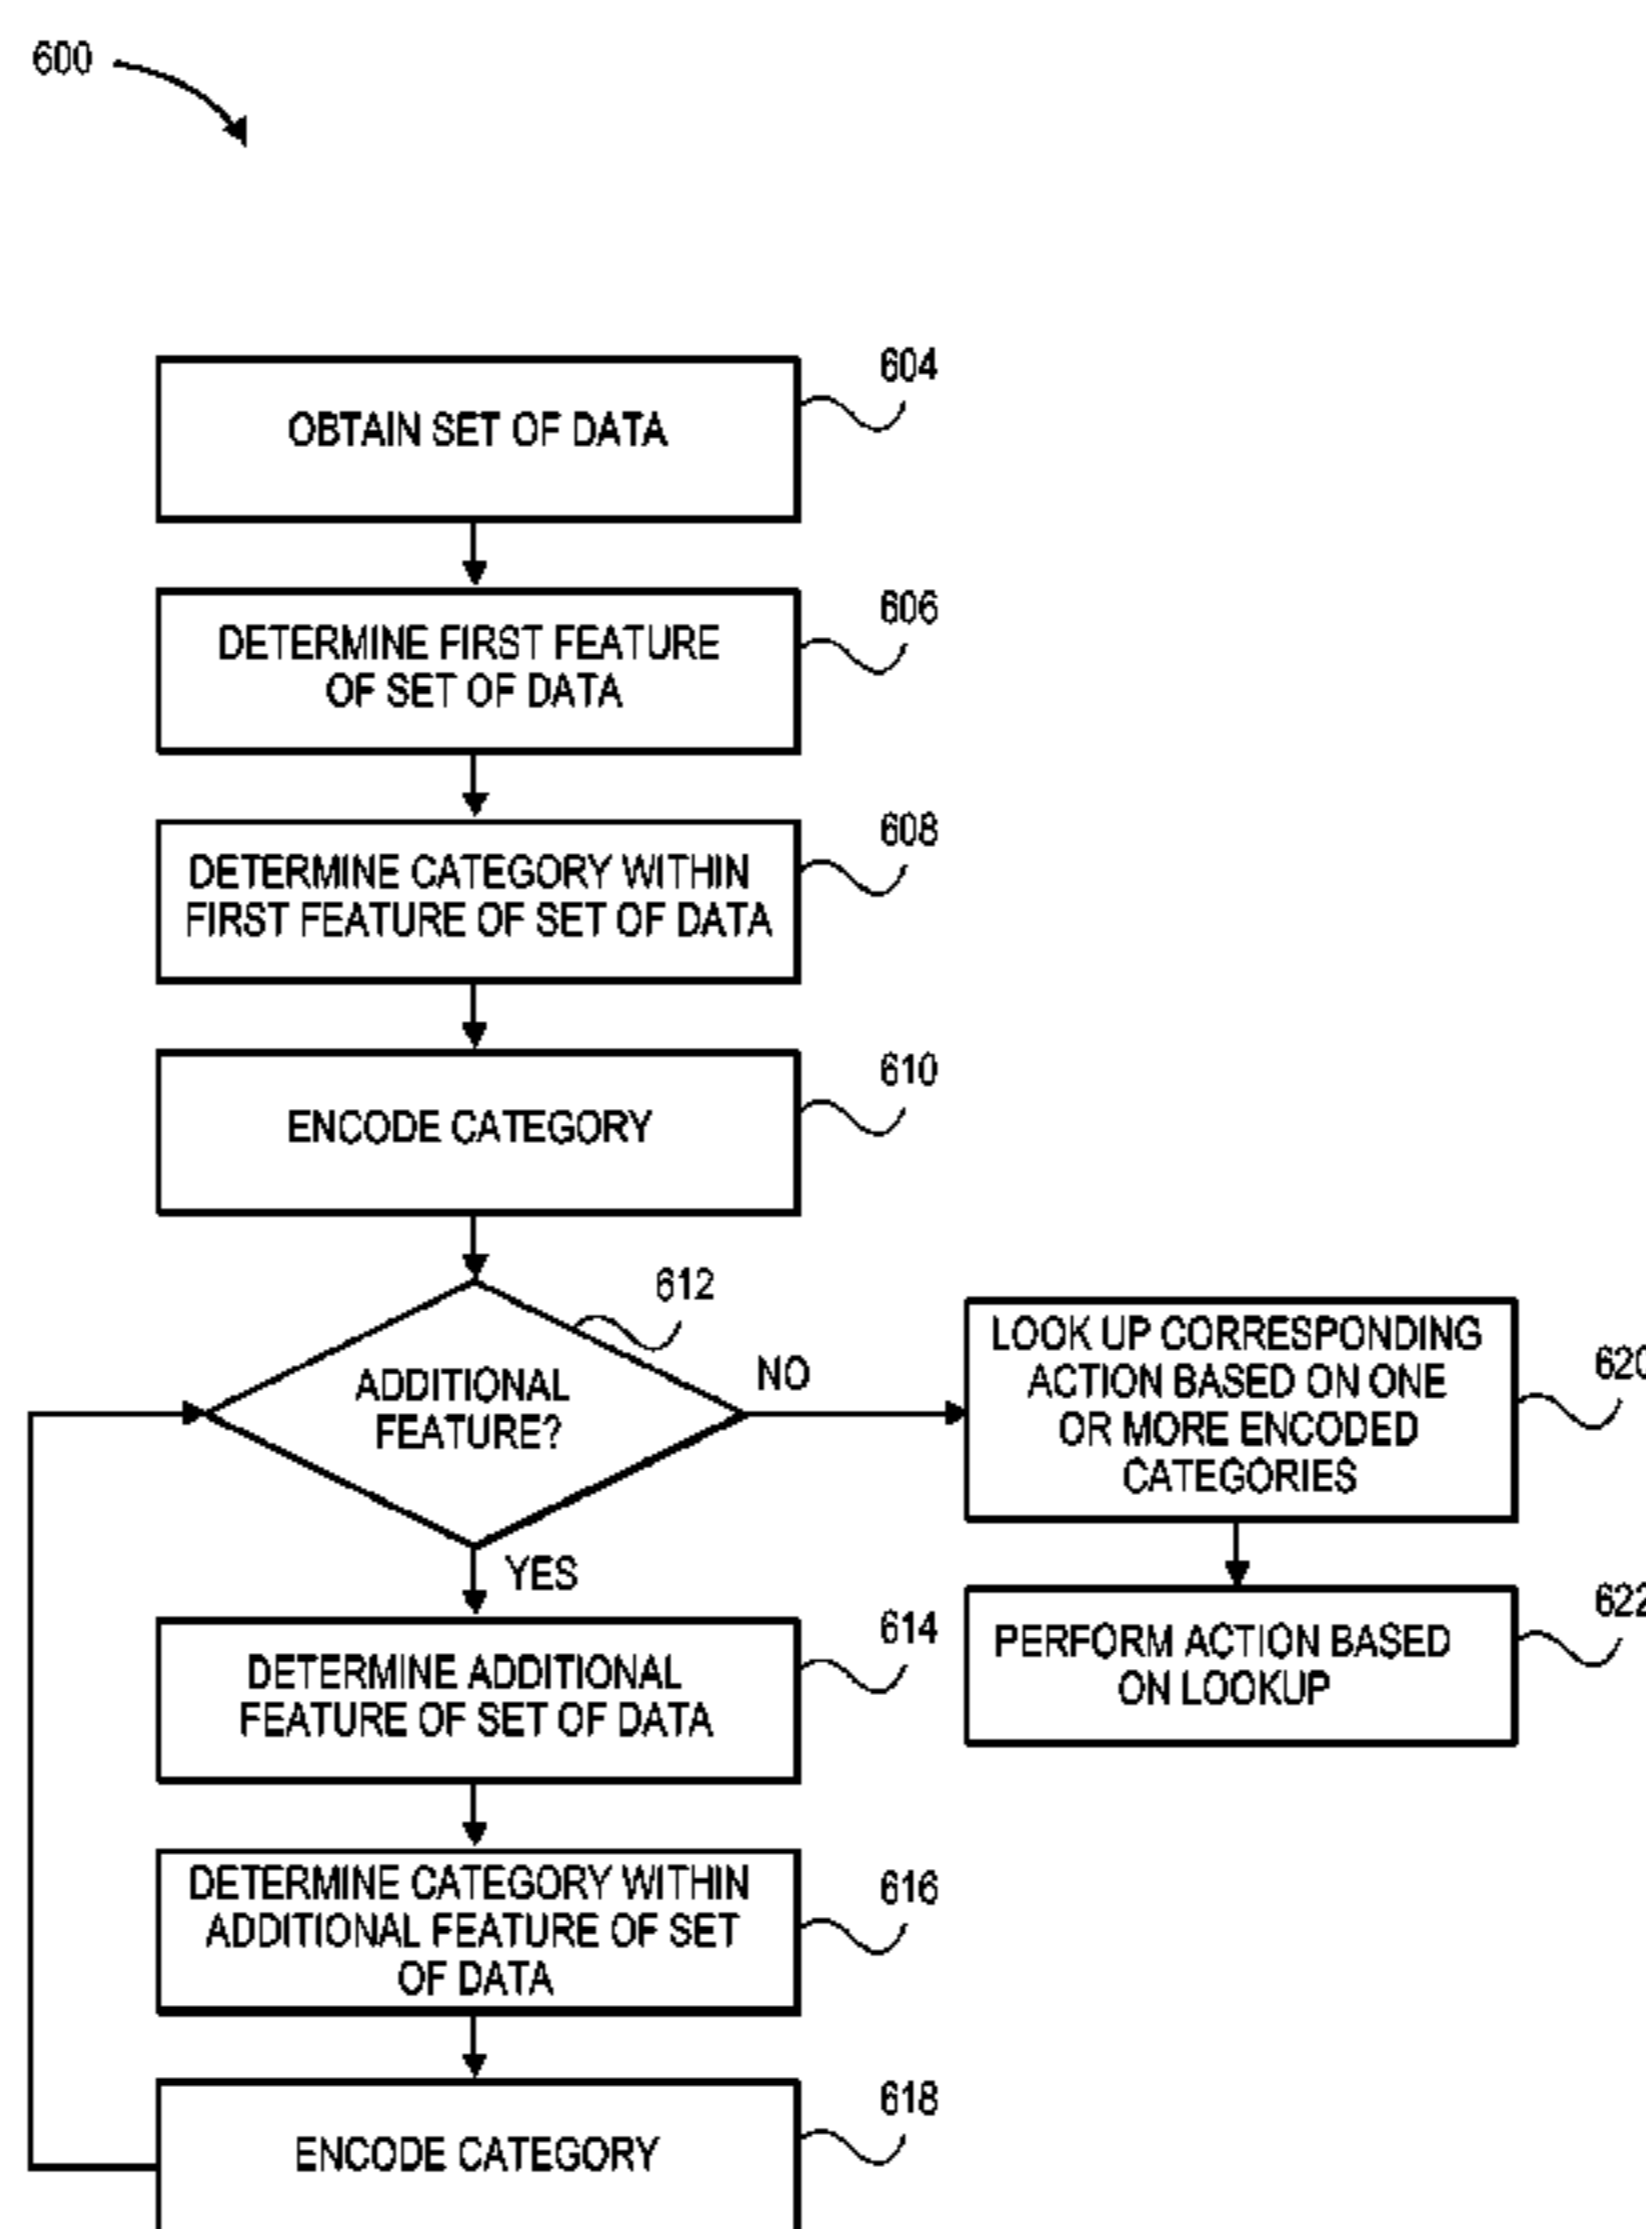 600
604
OBTAIN SET OF DATA
606
DETERMINE FIRST FEATURE
OF SET OF DATA
608
DETERMINE CATEGORY WITHIN
FIRST FEATURE OF SET OF DATA
610
ENCODE CATEGORY
612
ADDITIONAL
FEATURE?
NO
YES
LOOK UP CORRESPONDING
ACTION BASED ON ONE
OR MORE ENCODED
CATEGORIES
620
PERFORM ACTION BASED
ON LOOKUP
622
614
DETERMINE ADDITIONAL
FEATURE OF SET OF DATA
616
DETERMINE CATEGORY WITHIN
ADDITIONAL FEATURE OF SET
OF DATA
618
ENCODE CATEGORY